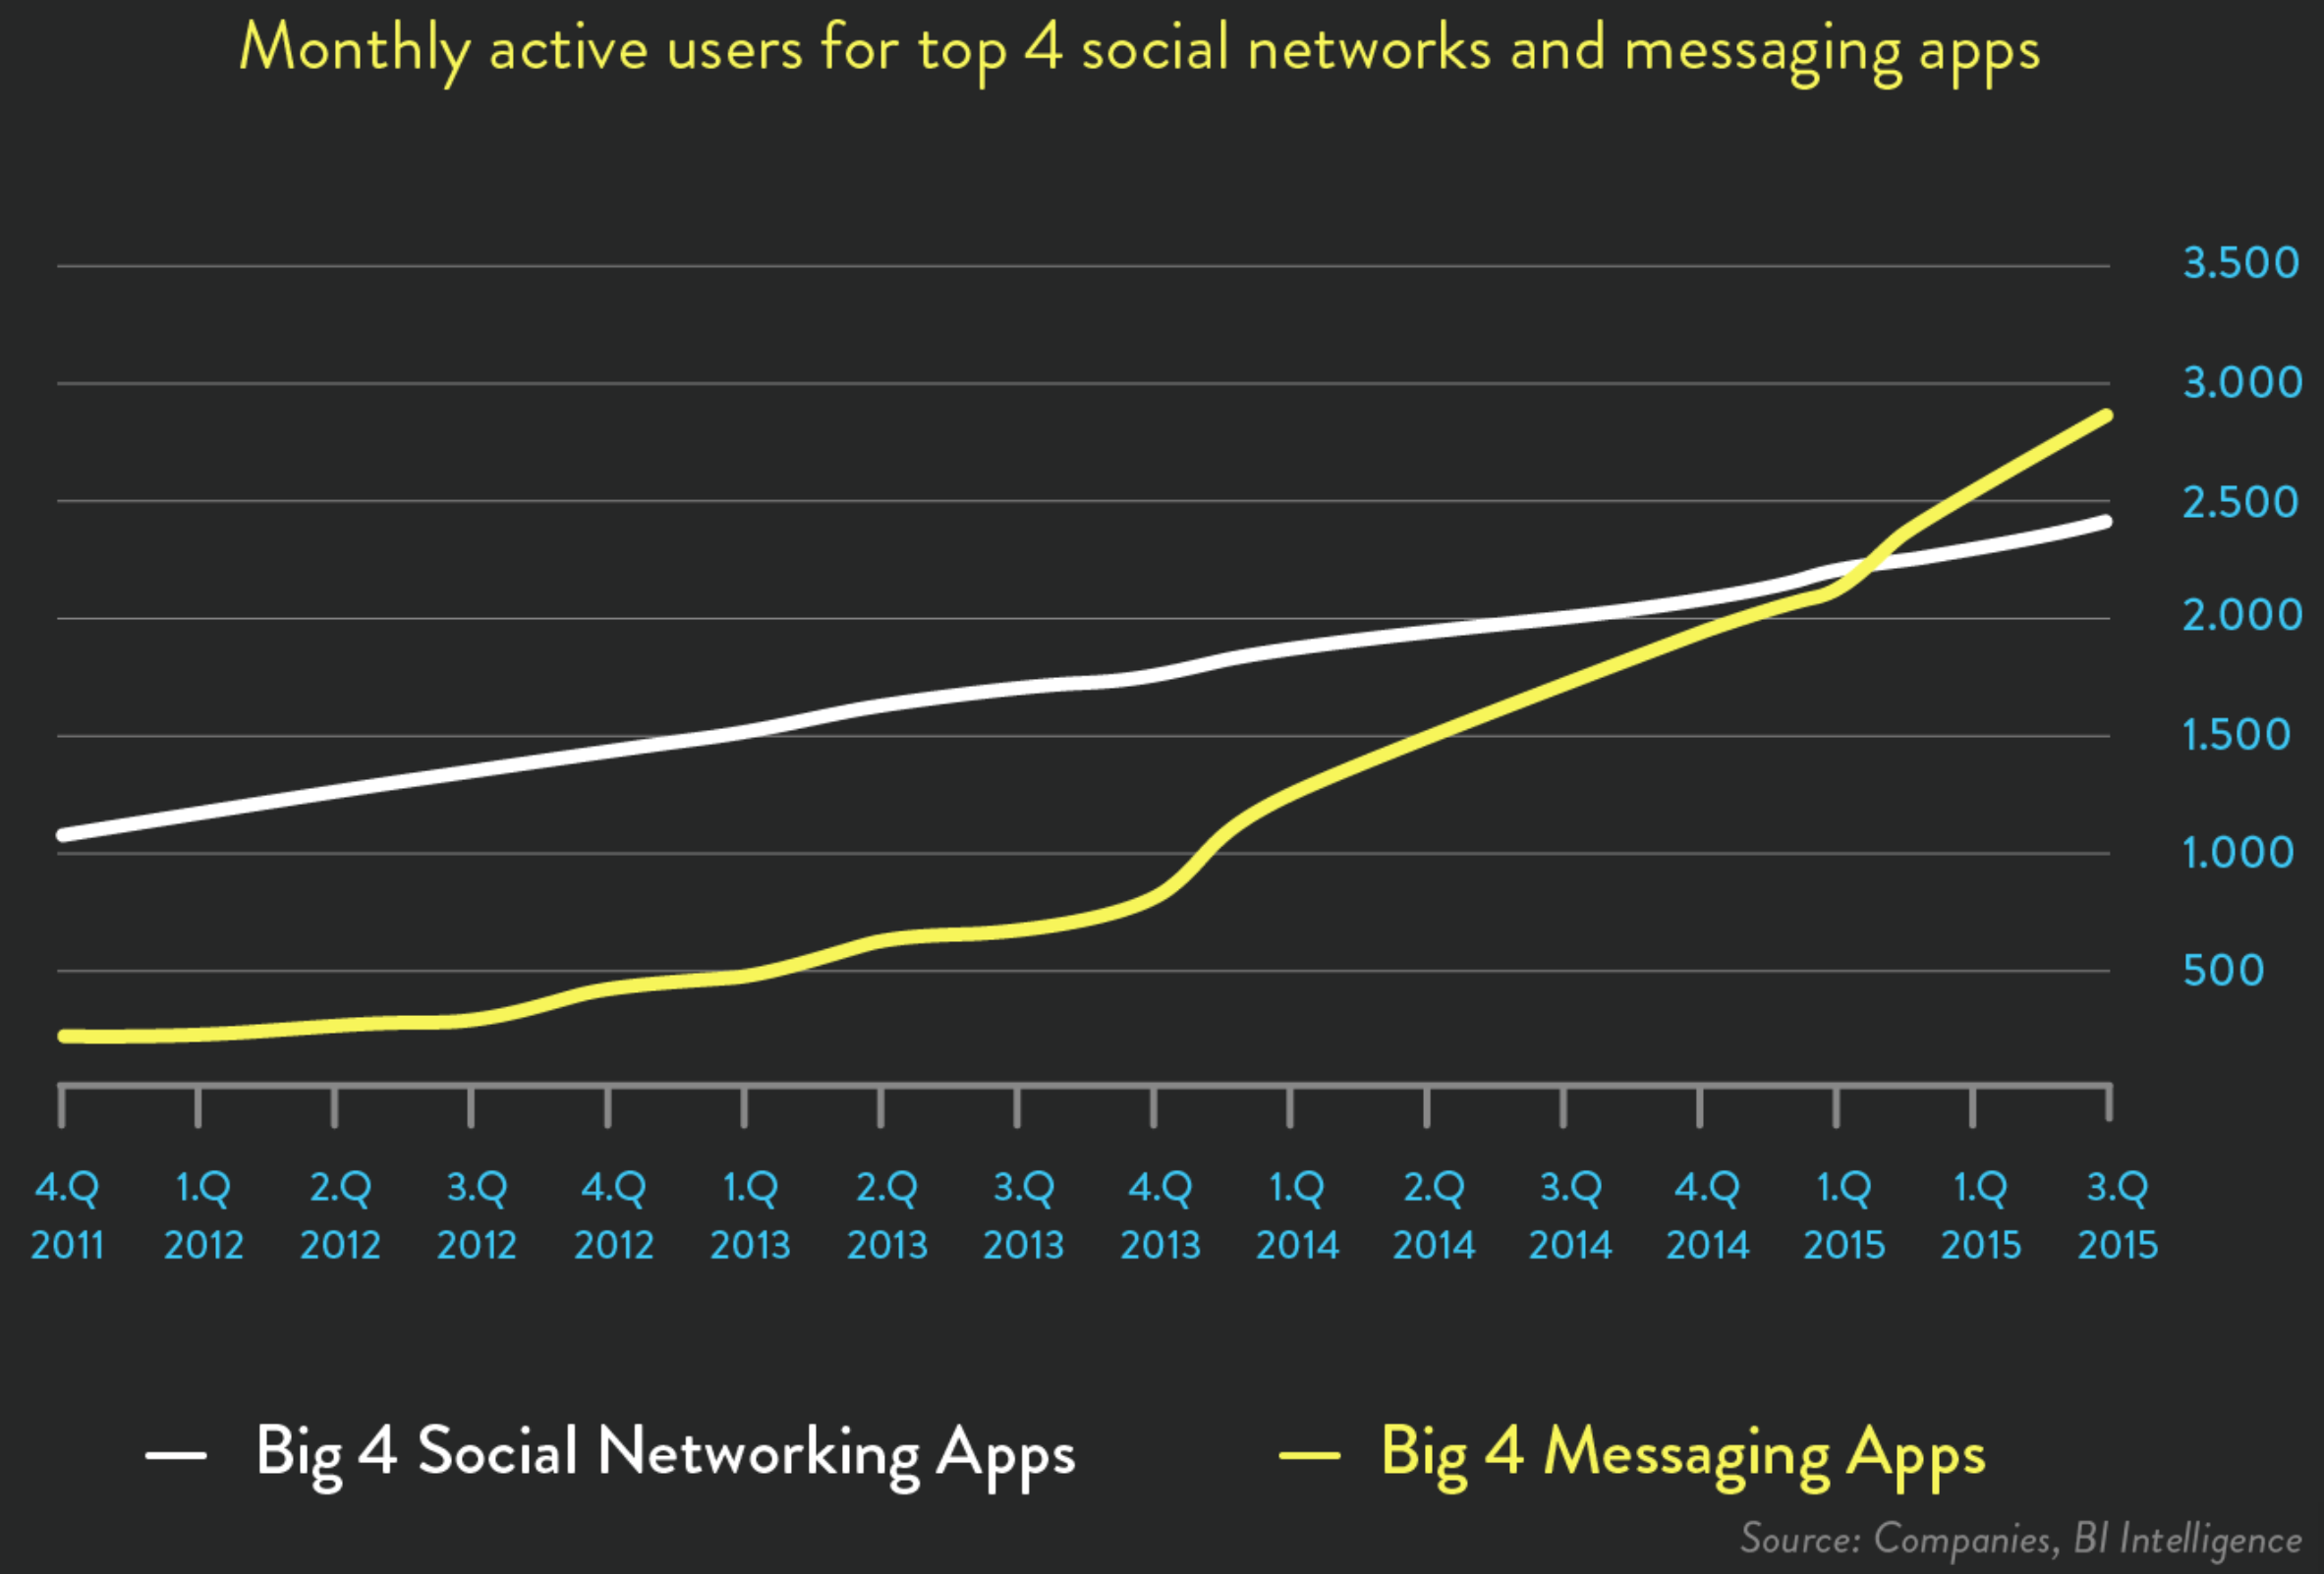 Monthly active users for top 4 social networks and messaging apps
3.500
3.000
2.500
2.000
1.500
1.000
500
4.Q 1.Q 2.Q 3.Q 4.Q 1.Q 2.Q 3.Q 4.Q 1.Q 2.Q 3.Q 4.Q 1.Q 1.Q 3.Q
2011 2012 2012 2012 2012 2013 2013 2013 2013 2014 2014 2014 2014 2015 2015 2015
Big 4 Social Networking Apps Big 4 Messaging Apps
Source: Companies, BI Intelligence